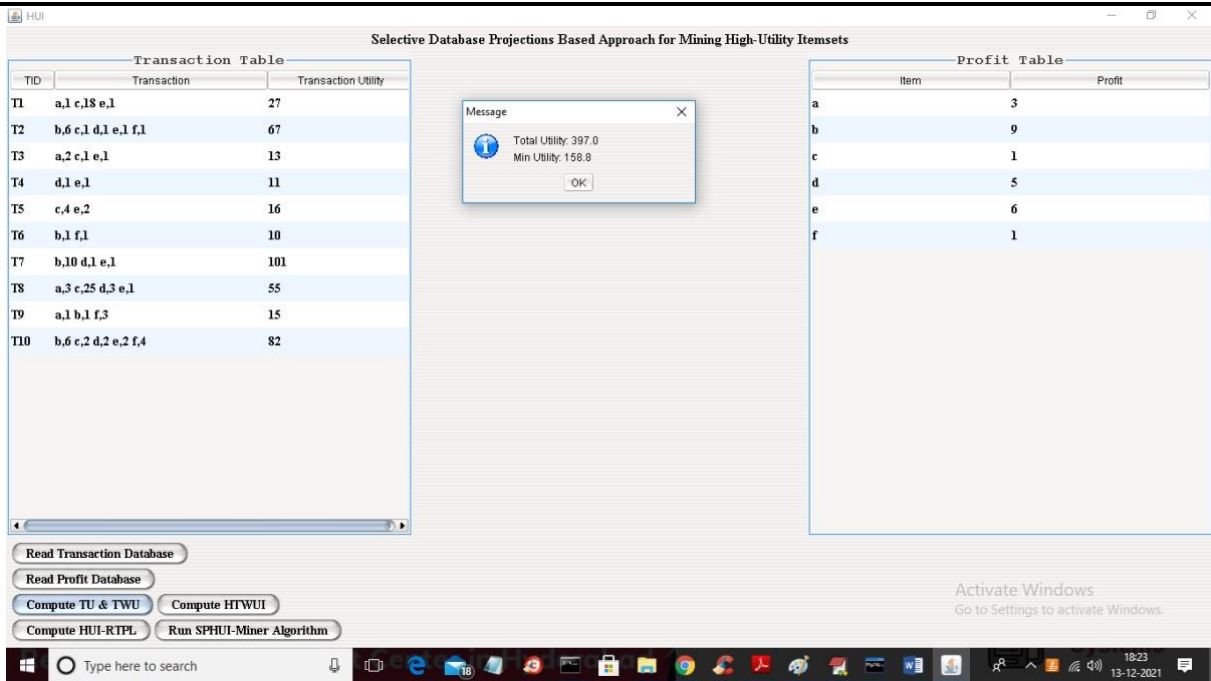 HUI
Selective Database Projections Based Approach for Mining High-Utility Itemsets
Transaction Table
TID Transaction Transaction Utility
T1 a,1 c,18 e,1 27
T2 b,6 c,1 d,1 e,1 f,1 67
T3 a,2 c,1 e,1 13
T4 d,1 e,1 11
T5 c,4 e,2 16
T6 b,1 f,1 10
T7 b,10 d,1 e,1 101
T8 a,3 c,25 d,3 e,1 55
T9 a,1 b,1 f,3 15
T10 b,6 c,2 d,2 e,2 f,4 82
Message
Total Utility: 397.0
Min Utility: 158.8
OK
Profit Table
Item Profit
a 3
b 9
c 1
d 5
e 6
f 1
Read Transaction Database
Read Profit Database
Compute TU & TWU Compute HTWUI
Compute HUI-RTPL Run SPHUI-Miner Algorithm
Activate Windows
Go to Settings to activate Windows.
Type here to search
18
18:23
13-12-2021